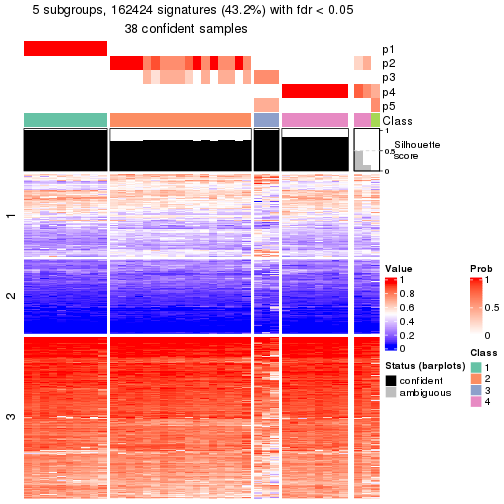 5 subgroups, 162424 signatures (43.2%) with fdr < 0.05
38 confident samples
p1
p2
p3
p4
p5
Class
1
0.5
0
Silhouette
score
1
2
3
Value
1
0.8
0.6
0.4
0.2
0
Prob
1
0.5
0
Status (barplots)
confident
ambiguous
Class
1
2
3
4